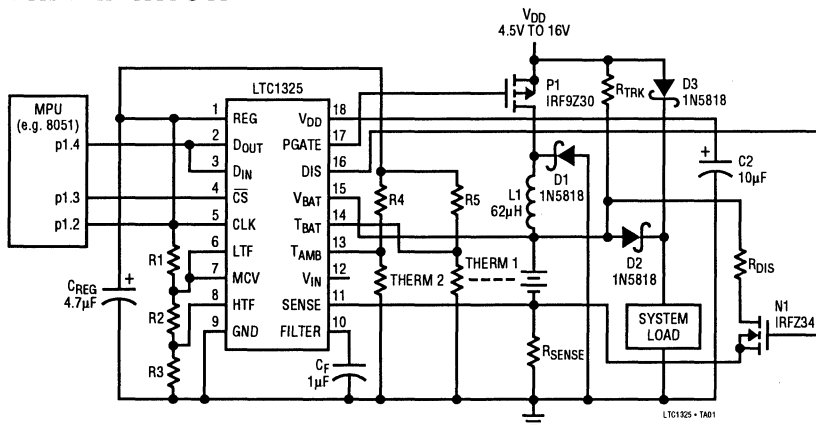 VDD
4.5V TO 16V
LTC1325
MPU
(e.g. 8051)
p1.4
p1.3
p1.2
1 REG
2 DOUT
3 DIN
4 CS
5 CLK
6 LTF
7 MCV
8 HTF
9 GND
VDD 18
PGATE 17
DIS 16
VBAT 15
TBAT 14
TAMB 13
VIN 12
SENSE 11
FILTER 10
P1
IRF9Z30
RTRK
D3
1N5818
+
C2
10µF
D1
1N5818
L1
62µH
R4
R5
R1
R2
R3
CREG
4.7µF
+
THERM 2
THERM 1
D2
1N5818
RDIS
N1
IRFZ34
SYSTEM
LOAD
RSENSE
CF
1µF
LTC1325 • TA01